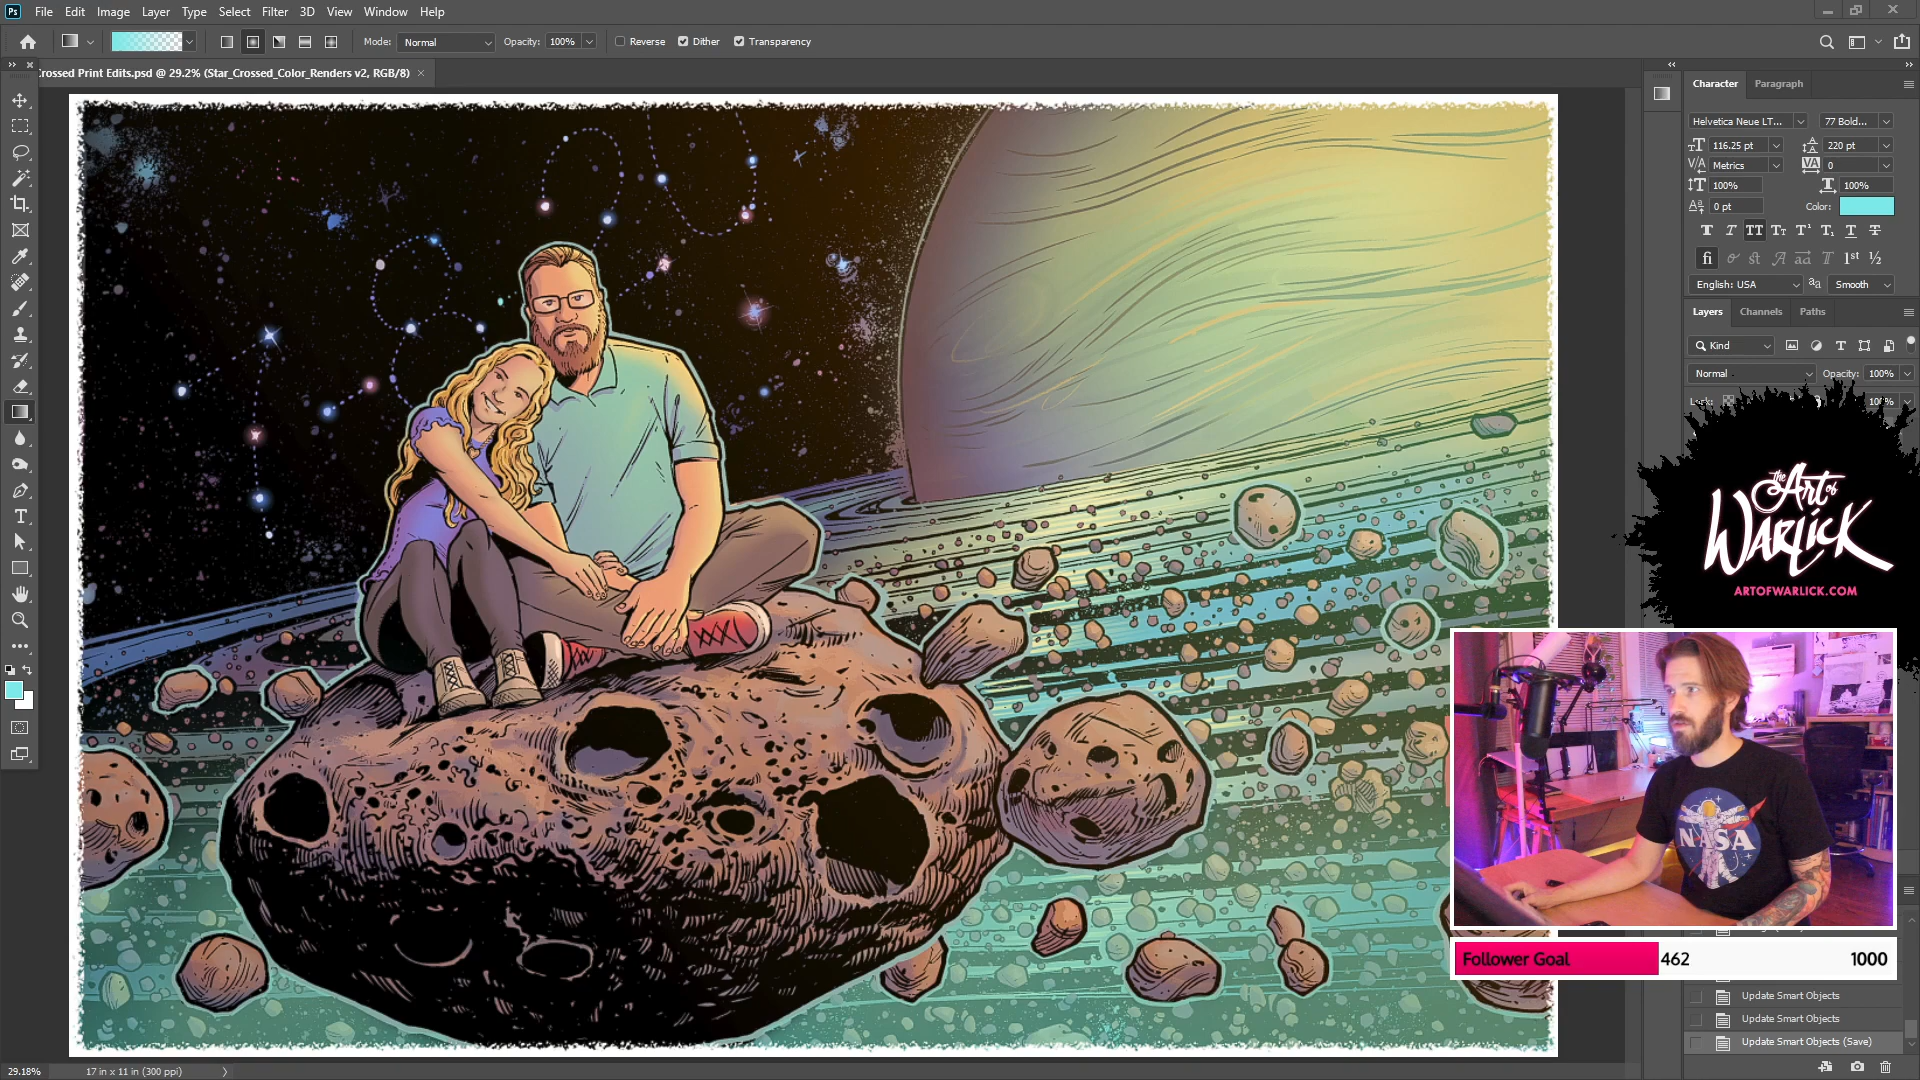 Ps File Edit Image Layer Type Select Filter 3D View Window Help
Mode: Normal Opacity: 100% Reverse Dither Transparency
Crossed Print Edits.psd @ 29.2% (Star_Crossed_Color_Renders v2, RGB/8) ×
Character Paragraph
Helvetica Neue LT... 77 Bold...
116.25 pt 220 pt
Metrics 0
100% 100%
0 pt Color:
English: USA Smooth
Layers Channels Paths
Kind
Normal Opacity: 100%
Lock: 100%
the Art of
Warlick
ARTOFWARLICK.COM
NASA
Follower Goal 462 1000
Update Smart Objects
Update Smart Objects
Update Smart Objects (Save)
29.18% 17 in x 11 in (300 ppi)